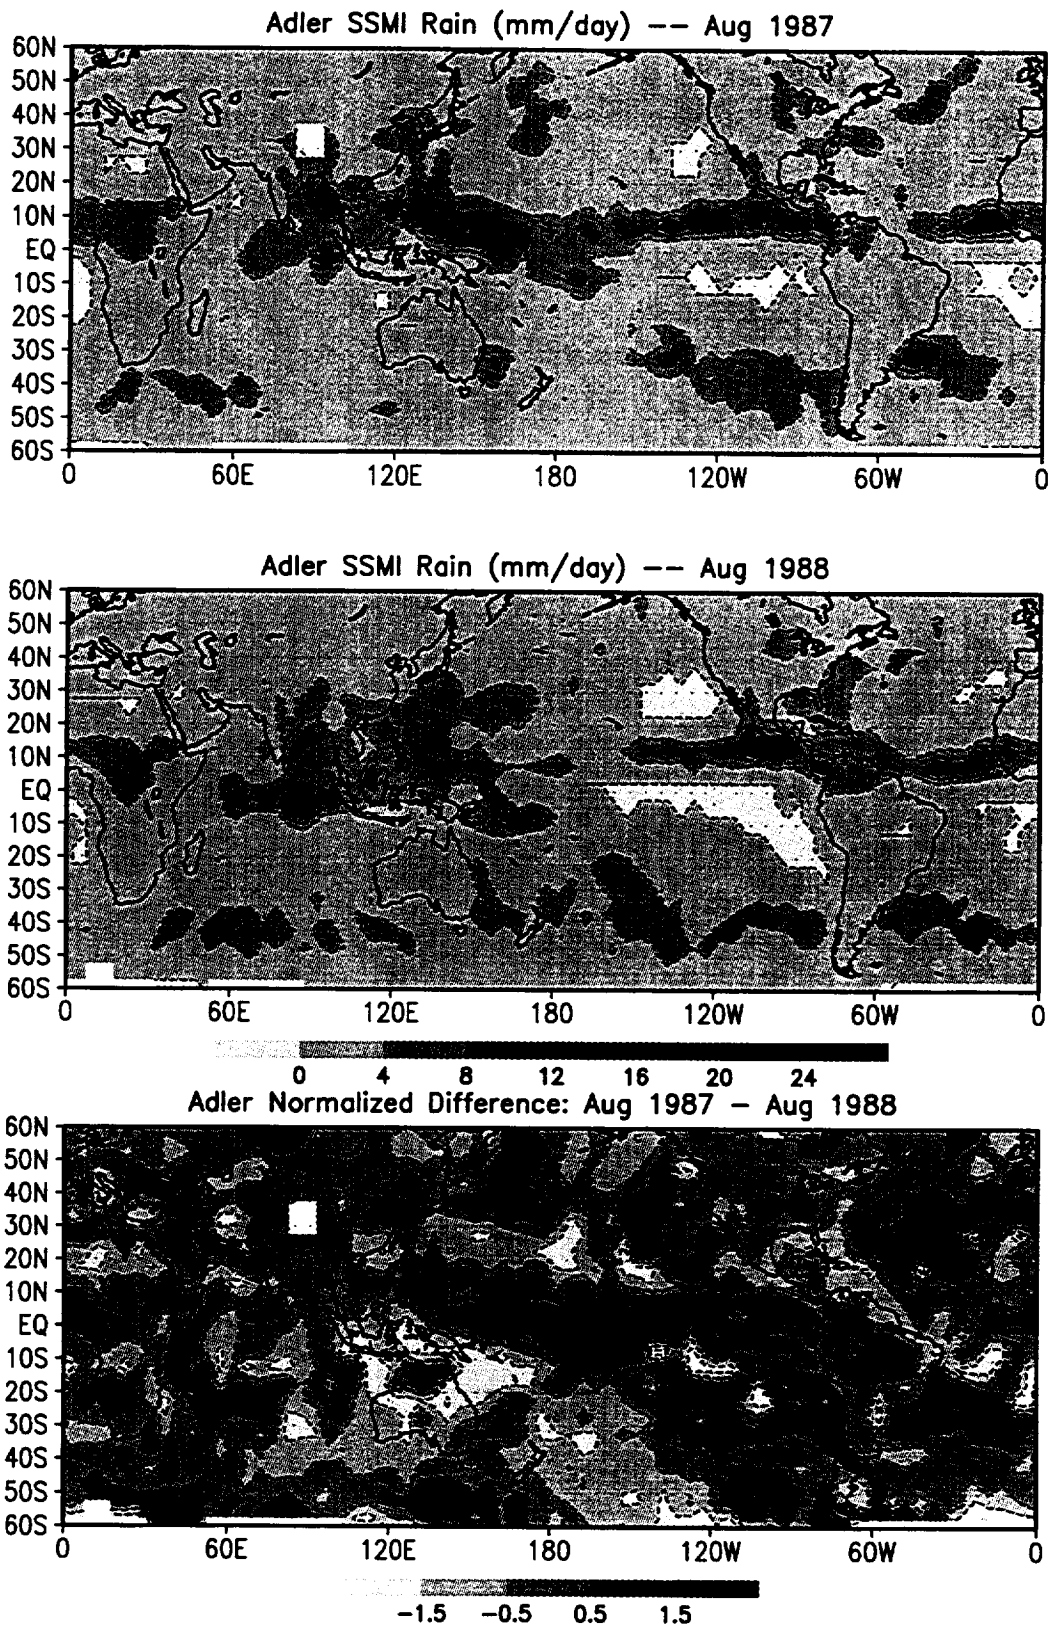 Adler SSMI Rain (mm/day) -- Aug 1987
60N
50N
40N
30N
20N
10N
EQ
10S
20S
30S
40S
50S
60S
0 60E 120E 180 120W 60W 0
Adler SSMI Rain (mm/day) -- Aug 1988
60N
50N
40N
30N
20N
10N
EQ
10S
20S
30S
40S
50S
60S
0 60E 120E 180 120W 60W 0
0 4 8 12 16 20 24
Adler Normalized Difference: Aug 1987 - Aug 1988
60N
50N
40N
30N
20N
10N
EQ
10S
20S
30S
40S
50S
60S
0 60E 120E 180 120W 60W 0
-1.5 -0.5 0.5 1.5